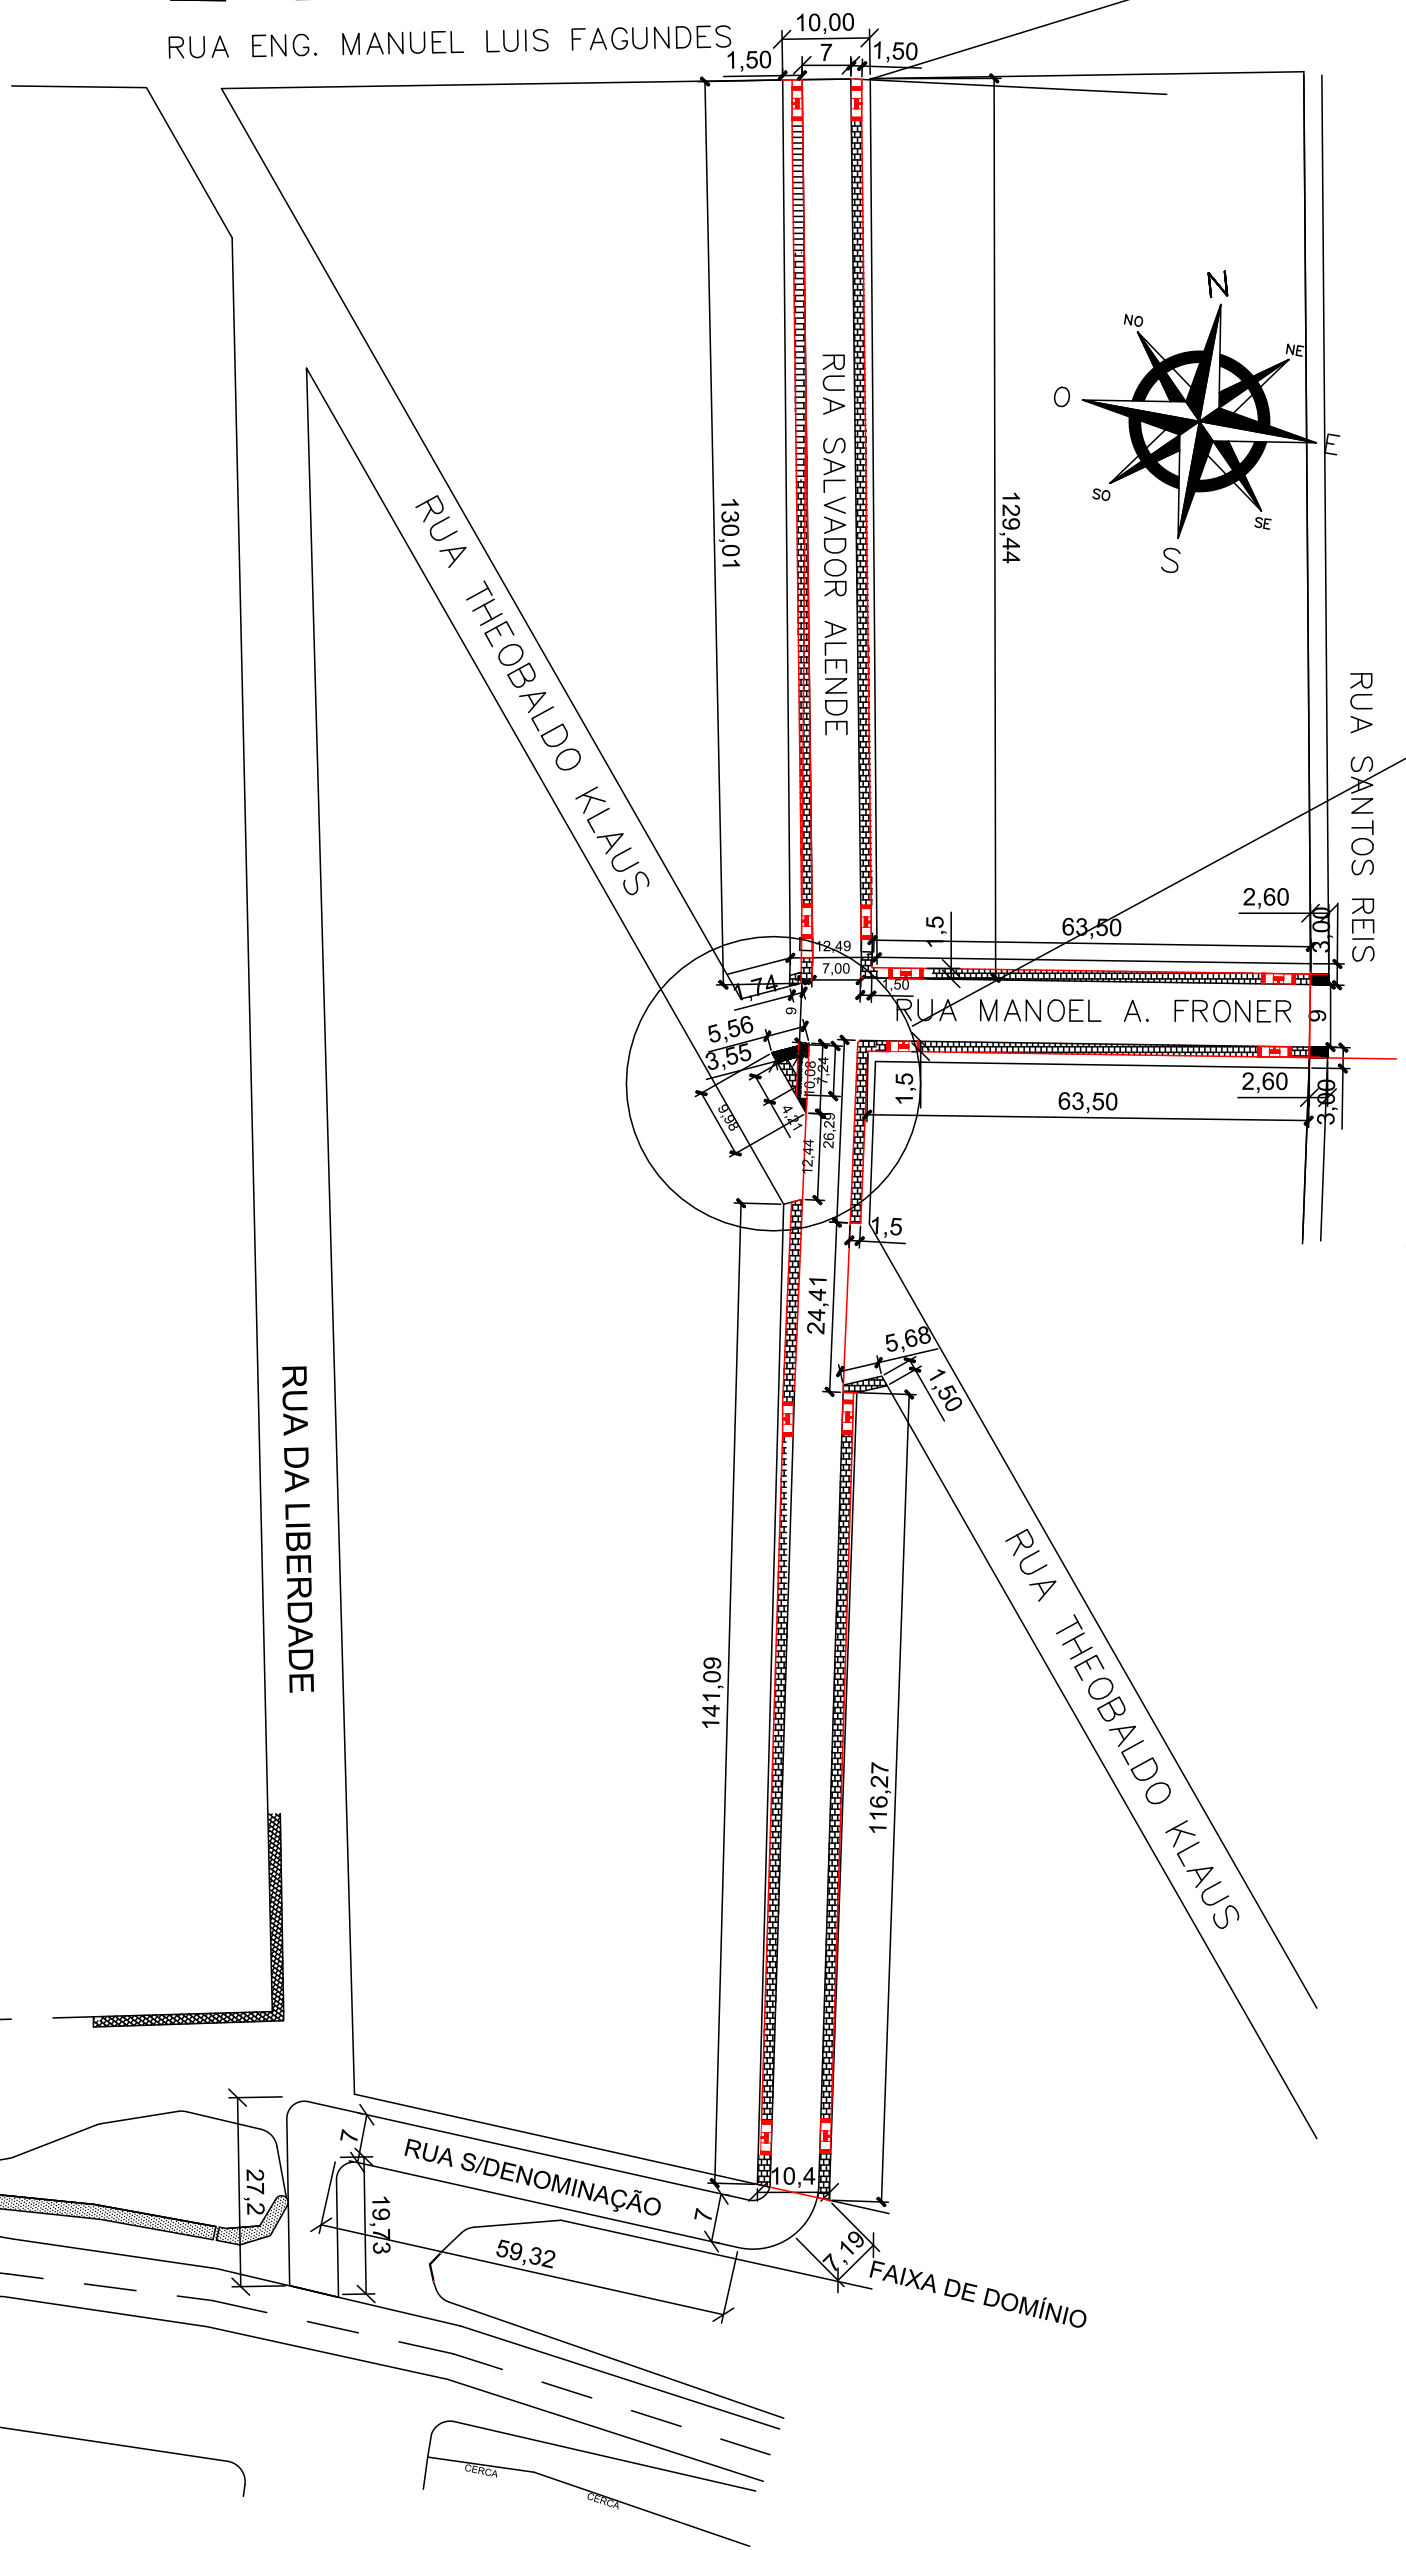 RUA ENG. MANUEL LUIS FAGUNDES
10,00
1,50
7
1,50
N
NO
NE
O
E
SO
SE
S
RUA SALVADOR ALENDE
130,01
129,44
RUA THEOBALDO KLAUS
RUA SANTOS REIS
2,60
3,00
63,50
1,5
12,49
7,00
1,74
1,50
9
RUA MANOEL A. FRONER
9
5,56
3,55
10,08
7,24
9,98
4,21
26,29
12,44
1,5
2,60
3,00
63,50
1,5
24,41
5,68
1,50
RUA DA LIBERDADE
RUA THEOBALDO KLAUS
141,09
116,27
7
RUA S/DENOMINAÇÃO
10,4
27,2
19,73
7
59,32
7,19
FAIXA DE DOMÍNIO
CERCA
CERCA